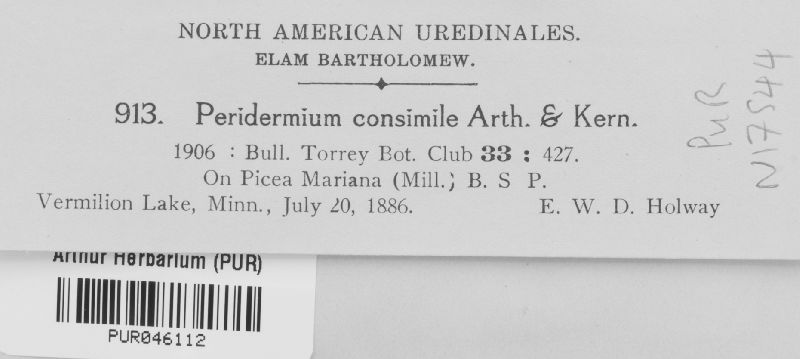 NORTH AMERICAN UREDINALES.
ELAM BARTHOLOMEW.
913. Peridermium consimile Arth. & Kern.
1906 : Bull. Torrey Bot. Club 33 : 427.
On Picea Mariana (Mill.) B. S P.
Vermilion Lake, Minn., July 20, 1886. E. W. D. Holway
PUR
N17544
Arthur Herbarium (PUR)
PUR046112